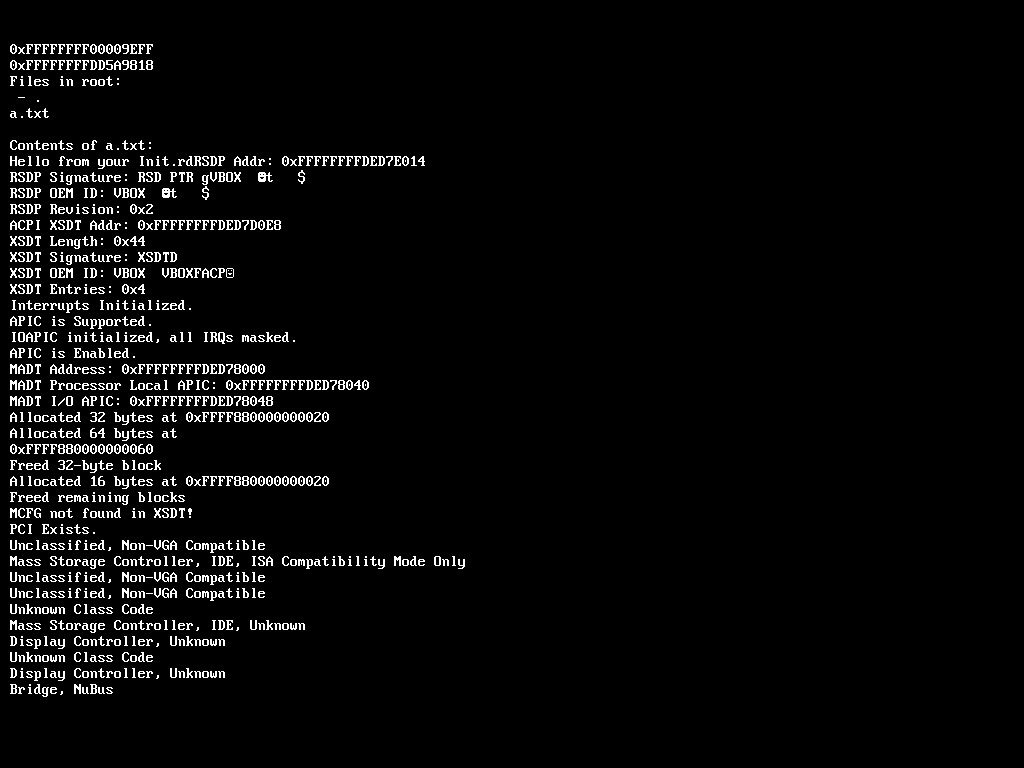 0xFFFFFFFF00009EFF
0xFFFFFFFFDD5A9818
Files in root:
 - .
a.txt

Contents of a.txt:
Hello from your Init.rdRSDP Addr: 0xFFFFFFFFDED7E014
RSDP Signature: RSD PTR gVBOX  ☻t   $
RSDP OEM ID: VBOX  ☻t   $
RSDP Revision: 0x2
ACPI XSDT Addr: 0xFFFFFFFFDED7D0E8
XSDT Length: 0x44
XSDT Signature: XSDTD
XSDT OEM ID: VBOX  VBOXFACP☺
XSDT Entries: 0x4
Interrupts Initialized.
APIC is Supported.
IOAPIC initialized, all IRQs masked.
APIC is Enabled.
MADT Address: 0xFFFFFFFFDED78000
MADT Processor Local APIC: 0xFFFFFFFFDED78040
MADT I/O APIC: 0xFFFFFFFFDED78048
Allocated 32 bytes at 0xFFFF880000000020
Allocated 64 bytes at
0xFFFF880000000060
Freed 32-byte block
Allocated 16 bytes at 0xFFFF880000000020
Freed remaining blocks
MCFG not found in XSDT!
PCI Exists.
Unclassified, Non-VGA Compatible
Mass Storage Controller, IDE, ISA Compatibility Mode Only
Unclassified, Non-VGA Compatible
Unclassified, Non-VGA Compatible
Unknown Class Code
Mass Storage Controller, IDE, Unknown
Display Controller, Unknown
Unknown Class Code
Display Controller, Unknown
Bridge, NuBus